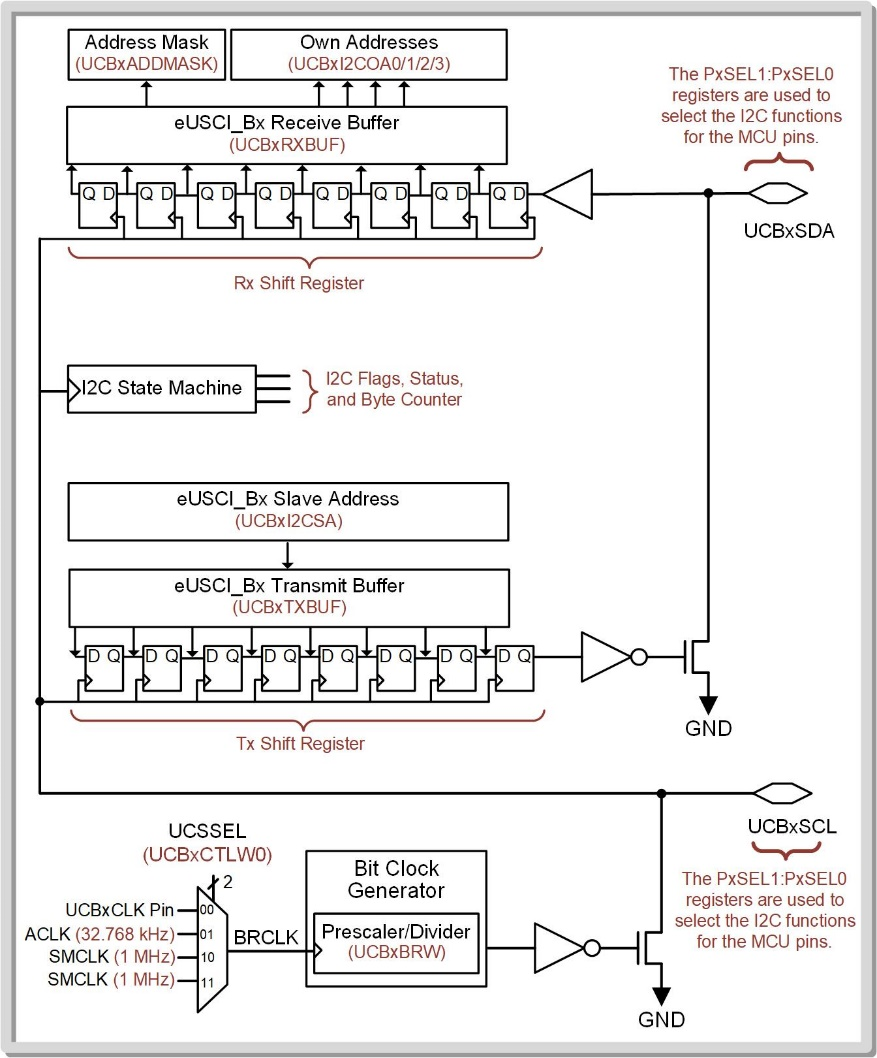 Address Mask
(UCBxADDMASK)
Own Addresses
(UCBxI2COA0/1/2/3)
The PxSEL1:PxSEL0
registers are used to
select the I2C functions
for the MCU pins.
eUSCI_Bx Receive Buffer
(UCBxRXBUF)
Q D Q D Q D Q D Q D Q D Q D Q D
UCBxSDA
Rx Shift Register
I2C State Machine
I2C Flags, Status,
and Byte Counter
eUSCI_Bx Slave Address
(UCBxI2CSA)
eUSCI_Bx Transmit Buffer
(UCBxTXBUF)
D Q D Q D Q D Q D Q D Q D Q D Q
GND
Tx Shift Register
UCBxSCL
The PxSEL1:PxSEL0
registers are used to
select the I2C functions
for the MCU pins.
UCSSEL
(UCBxCTLW0)
2
Bit Clock
Generator
UCBxCLK Pin 00
ACLK (32.768 kHz) 01
SMCLK (1 MHz) 10
SMCLK (1 MHz) 11
BRCLK
Prescaler/Divider
(UCBxBRW)
GND